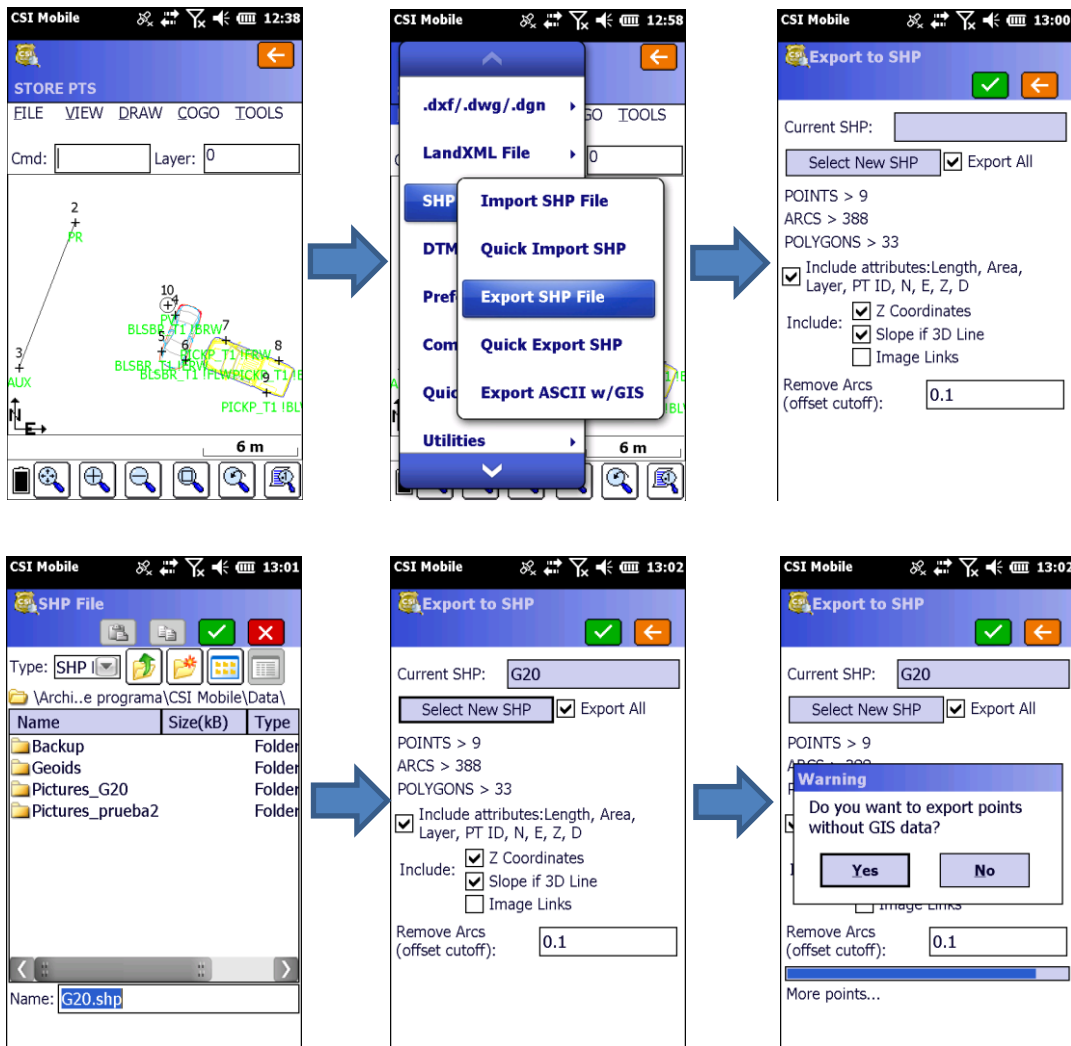 CSI Mobile 12:38
STORE PTS
FILE VIEW DRAW COGO TOOLS
Cmd: Layer: 0
2
PR
10
4
PV
BLSBR_T1 !BRW
7
5
6
8
3
AUX
9
PICKP_T1 !BL
N
E
6 m
CSI Mobile 12:58
.dxf/.dwg/.dgn
GO TOOLS
LandXML File
0
SHP
Import SHP File
DTM
Quick Import SHP
Pref
Export SHP File
Com
Quick Export SHP
Quic
Export ASCII w/GIS
Utilities
6 m
CSI Mobile 13:00
Export to SHP
Current SHP:
Select New SHP Export All
POINTS > 9
ARCS > 388
POLYGONS > 33
Include attributes:Length, Area,
Layer, PT ID, N, E, Z, D
Include: Z Coordinates
Slope if 3D Line
Image Links
Remove Arcs
(offset cutoff): 0.1
CSI Mobile 13:01
SHP File
Type: SHP
\Archi..e programa\CSI Mobile\Data\
Name Size(kB) Type
Backup Folder
Geoids Folder
Pictures_G20 Folder
Pictures_prueba2 Folder
Name: G20.shp
CSI Mobile 13:02
Export to SHP
Current SHP: G20
Select New SHP Export All
POINTS > 9
ARCS > 388
POLYGONS > 33
Include attributes:Length, Area,
Layer, PT ID, N, E, Z, D
Include: Z Coordinates
Slope if 3D Line
Image Links
Remove Arcs
(offset cutoff): 0.1
CSI Mobile 13:02
Export to SHP
Current SHP: G20
Select New SHP Export All
POINTS > 9
Warning
Do you want to export points
without GIS data?
Yes No
Image Links
Remove Arcs
(offset cutoff): 0.1
More points...